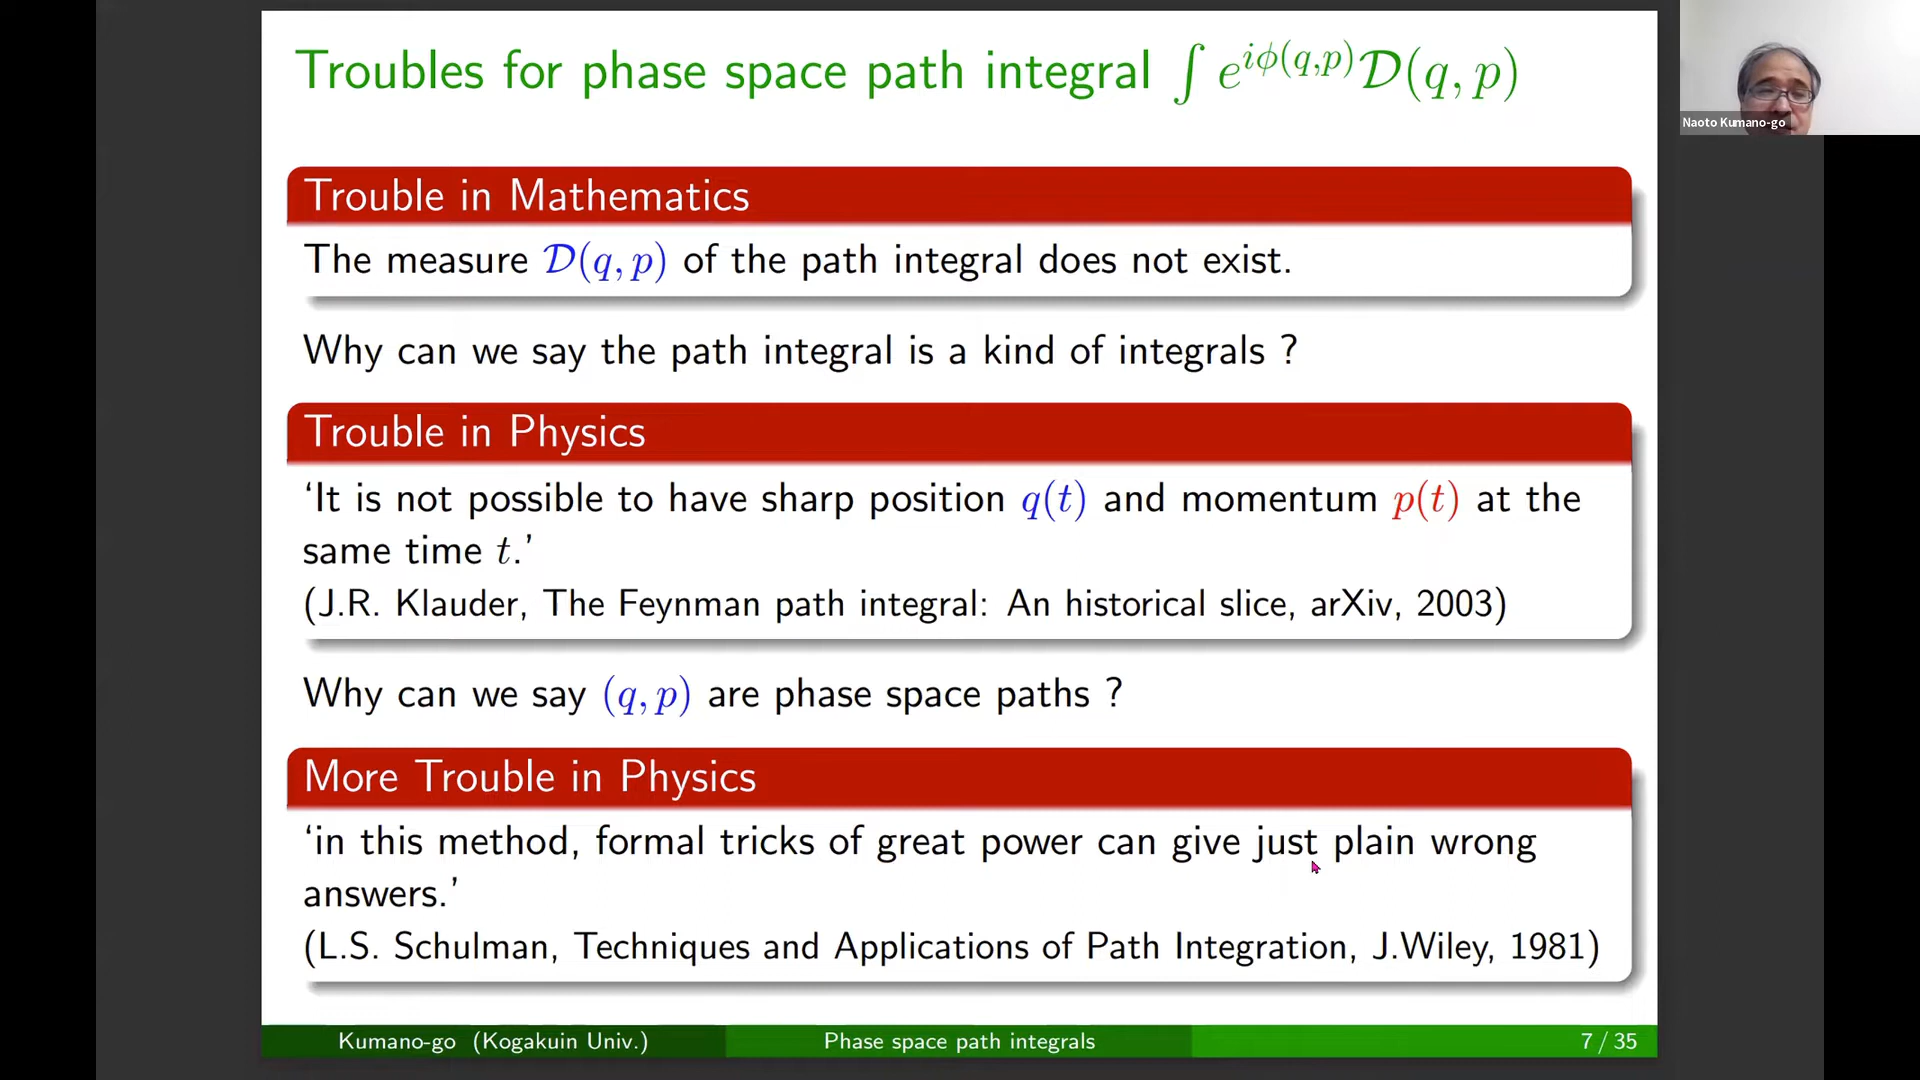 Troubles for phase space path integral ∫ e^{iϕ(q,p)} 𝒟(q, p)
Naoto Kumano-go
Trouble in Mathematics
The measure 𝒟(q, p) of the path integral does not exist.
Why can we say the path integral is a kind of integrals ?
Trouble in Physics
‘It is not possible to have sharp position q(t) and momentum p(t) at the
same time t.’
(J.R. Klauder, The Feynman path integral: An historical slice, arXiv, 2003)
Why can we say (q, p) are phase space paths ?
More Trouble in Physics
‘in this method, formal tricks of great power can give just plain wrong
answers.’
(L.S. Schulman, Techniques and Applications of Path Integration, J.Wiley, 1981)
Kumano-go (Kogakuin Univ.) Phase space path integrals 7 / 35